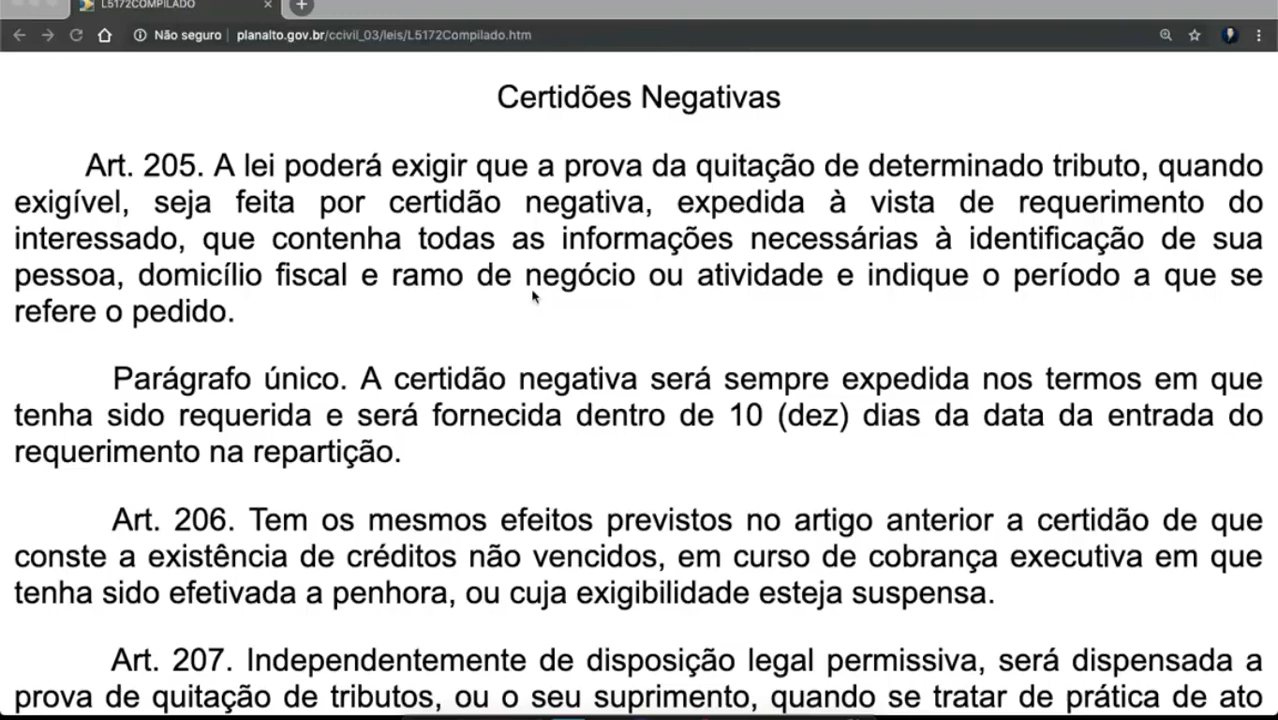 L5172COMPILADO
Não seguro | planalto.gov.br/ccivil_03/leis/L5172Compilado.htm
Certidões Negativas
Art. 205. A lei poderá exigir que a prova da quitação de determinado tributo, quando
exigível, seja feita por certidão negativa, expedida à vista de requerimento do
interessado, que contenha todas as informações necessárias à identificação de sua
pessoa, domicílio fiscal e ramo de negócio ou atividade e indique o período a que se
refere o pedido.
Parágrafo único. A certidão negativa será sempre expedida nos termos em que
tenha sido requerida e será fornecida dentro de 10 (dez) dias da data da entrada do
requerimento na repartição.
Art. 206. Tem os mesmos efeitos previstos no artigo anterior a certidão de que
conste a existência de créditos não vencidos, em curso de cobrança executiva em que
tenha sido efetivada a penhora, ou cuja exigibilidade esteja suspensa.
Art. 207. Independentemente de disposição legal permissiva, será dispensada a
prova de quitação de tributos, ou o seu suprimento, quando se tratar de prática de ato